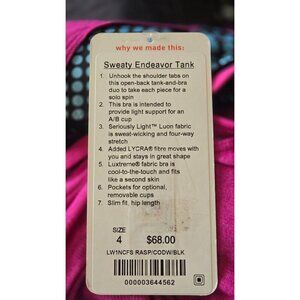 why we made this:
Sweaty Endeavor Tank
1. Unhook the shoulder tabs on
this open-back tank-and-bra
duo to take each piece for a
solo spin
2. This bra is intended to
provide light support for an
A/B cup
3. Seriously Light™ Luon fabric
is sweat-wicking and four-way
stretch
4. Added LYCRA® fibre moves with
you and stays in great shape
5. Luxtreme® fabric bra is
cool-to-the-touch and fits
like a second skin
6. Pockets for optional,
removable cups
7. Slim fit, hip length
SIZE
4 $68.00
LW1NCFS RASP/CODW/BLK
000003644562